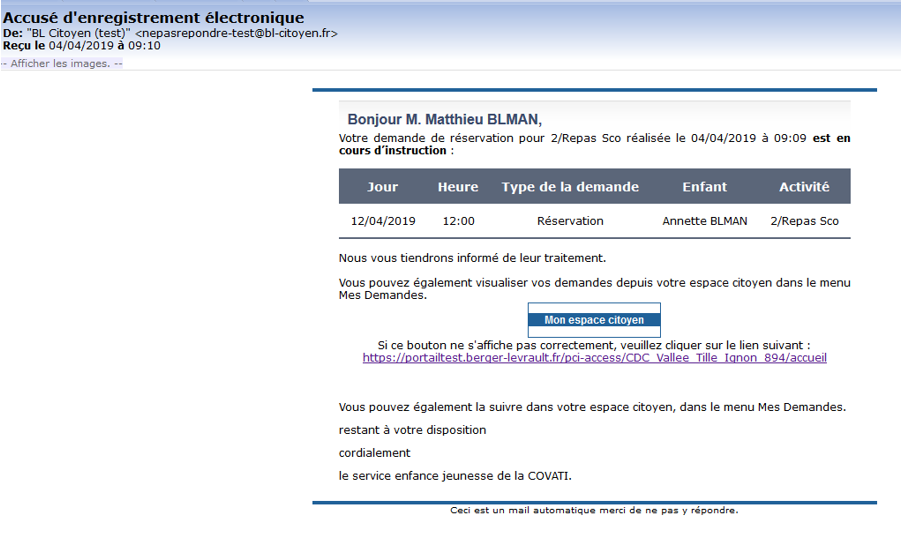 Accusé d'enregistrement électronique
De: "BL Citoyen (test)" <nepasrepondre-test@bl-citoyen.fr>
Reçu le 04/04/2019 à 09:10
-- Afficher les images. --
Bonjour M. Matthieu BLMAN,
Votre demande de réservation pour 2/Repas Sco réalisée le 04/04/2019 à 09:09 est en
cours d´instruction :
Jour Heure Type de la demande Enfant Activité
12/04/2019 12:00 Réservation Annette BLMAN 2/Repas Sco
Nous vous tiendrons informé de leur traitement.
Vous pouvez également visualiser vos demandes depuis votre espace citoyen dans le menu
Mes Demandes.
Mon espace citoyen
Si ce bouton ne s'affiche pas correctement, veuillez cliquer sur le lien suivant :
https://portailtest.berger-levrault.fr/pci-access/CDC_Vallee_Tille_Ignon_894/accueil
Vous pouvez également la suivre dans votre espace citoyen, dans le menu Mes Demandes.
restant à votre disposition
cordialement
le service enfance jeunesse de la COVATI.
Ceci est un mail automatique merci de ne pas y répondre.